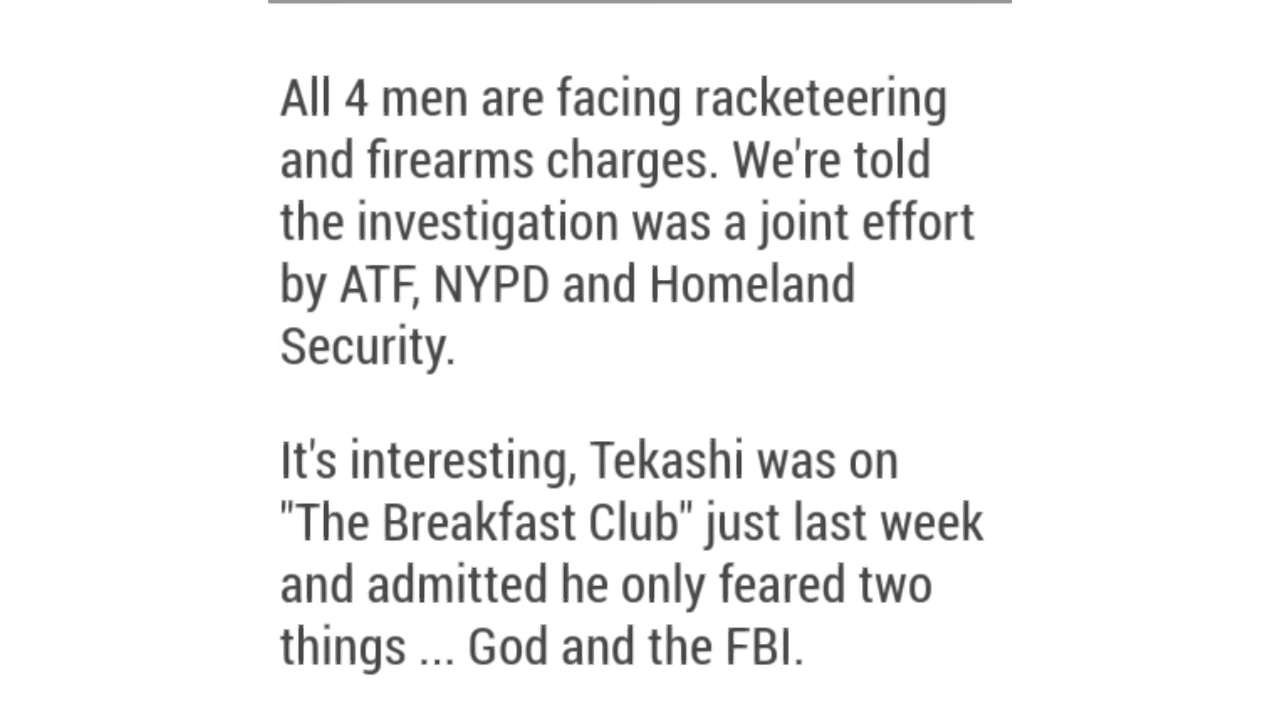 All 4 men are facing racketeering
and firearms charges. We're told
the investigation was a joint effort
by ATF, NYPD and Homeland
Security.
It's interesting, Tekashi was on
"The Breakfast Club" just last week
and admitted he only feared two
things ... God and the FBI.